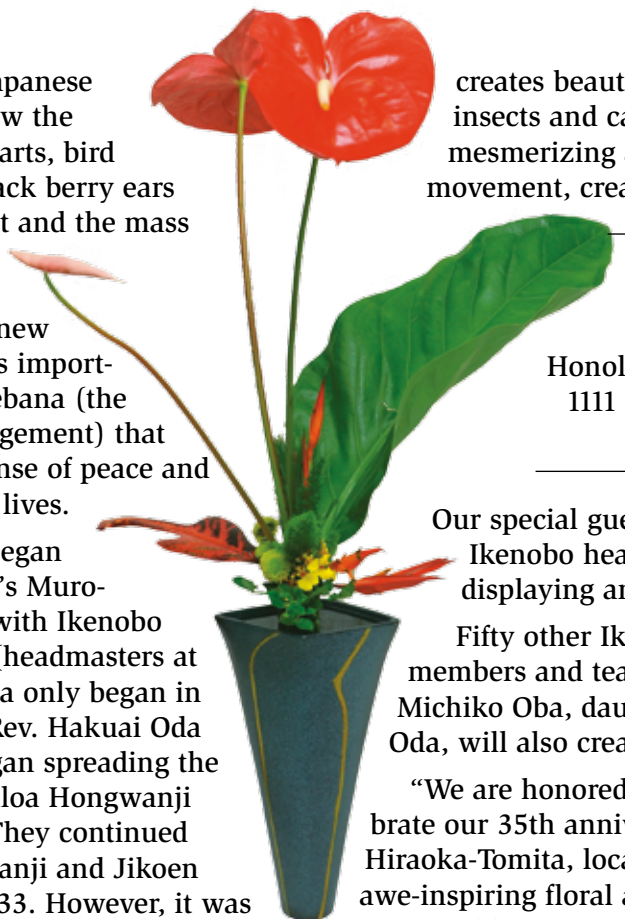 panese
w the
arts, bird
ack berry ears
t and the mass
new
s import-
ebana (the
gement) that
nse of peace and
lives.
egan
's Muro-
with Ikenobo
[headmasters at
a only began in
Rev. Hakuai Oda
gan spreading the
loa Hongwanji
They continued
anji and Jikoen
33. However, it was
creates beaut
insects and ca
mesmerizing
movement, crea
Honol
1111
Our special gue
Ikenobo hea
displaying an
Fifty other Ik
members and tea
Michiko Oba, dau
Oda, will also crea
“We are honored
brate our 35th anniv
Hiraoka-Tomita, loca
awe-inspiring floral a